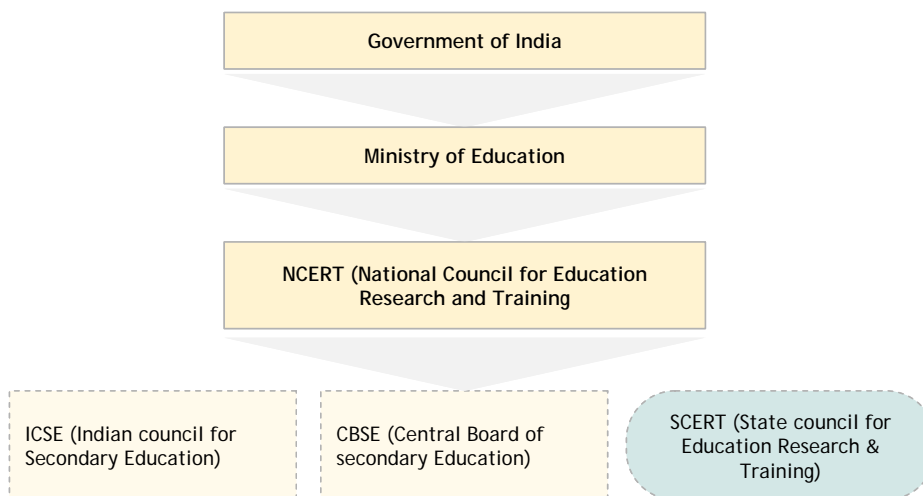 Government of India
Ministry of Education
NCERT (National Council for Education
Research and Training
ICSE (Indian council for
Secondary Education)
CBSE (Central Board of
secondary Education)
SCERT (State council for
Education Research &
Training)